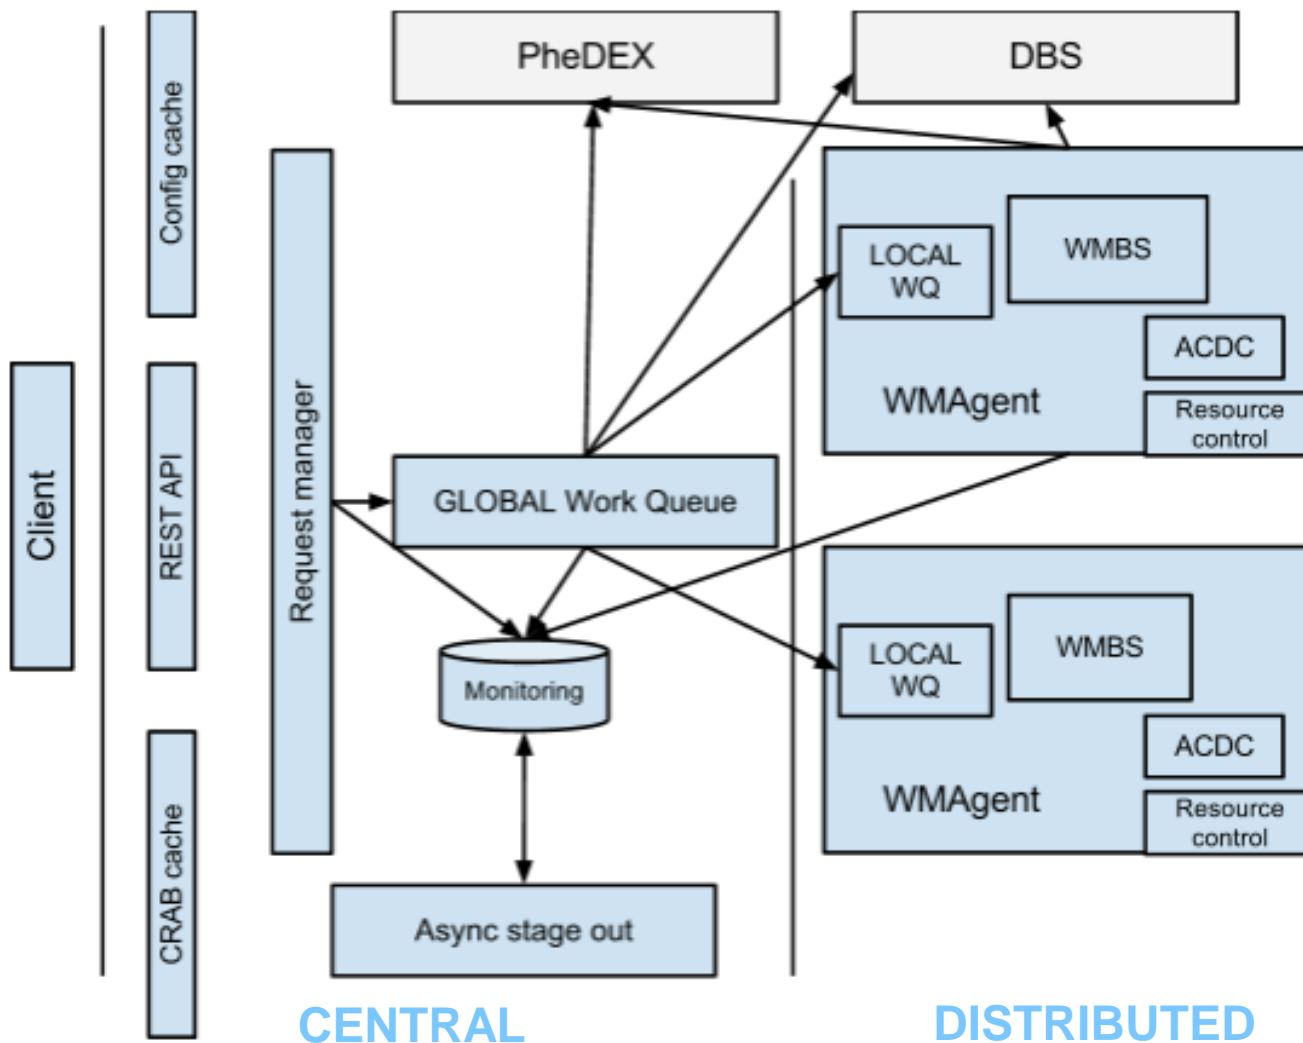 PheDEX
DBS
Config cache
Request manager
Client
REST API
CRAB cache
LOCAL
WQ
WMBS
ACDC
WMAgent
Resource
control
GLOBAL Work Queue
Monitoring
LOCAL
WQ
WMBS
ACDC
WMAgent
Resource
control
Async stage out
CENTRAL
DISTRIBUTED